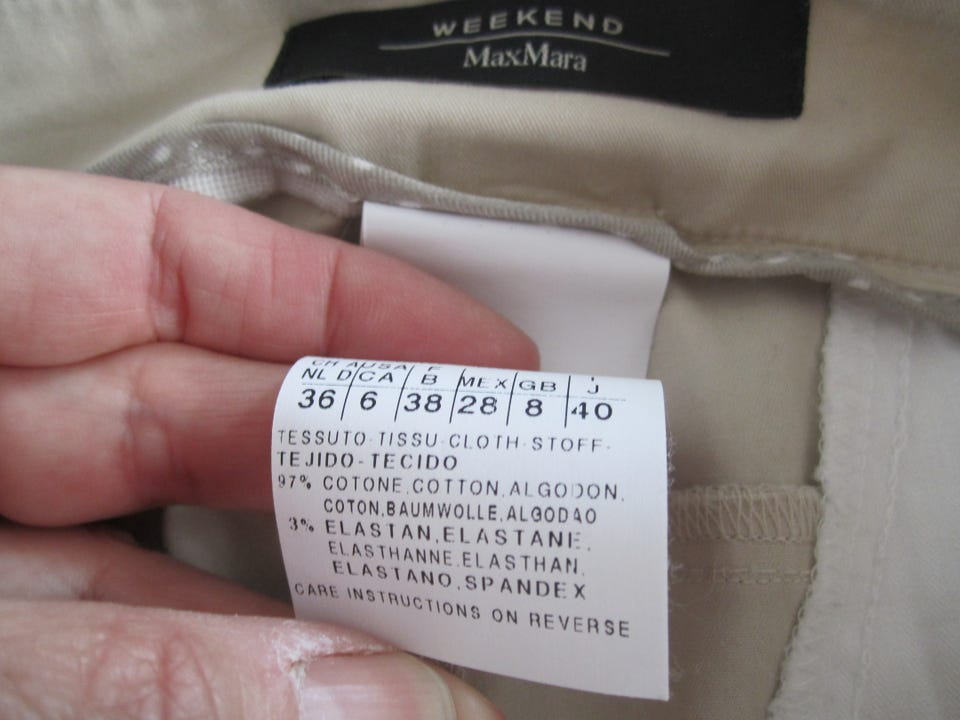 WEEKEND
MaxMara
CH A USA F
NL D CA B MEX GB J
36 6 38 28 8 40
TESSUTO-TISSU-CLOTH-STOFF-
TEJIDO-TECIDO
97% COTONE,COTTON,ALGODON,
COTON,BAUMWOLLE,ALGODAO
3% ELASTAN,ELASTANE,
ELASTHANNE,ELASTHAN,
ELASTANO,SPANDEX
CARE INSTRUCTIONS ON REVERSE